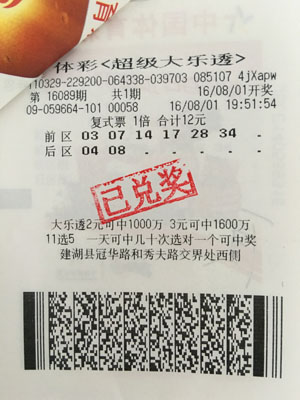 体彩<超级大乐透>
110329-229200-064338-039703 085107 4jXapw
第 16089期 共1期 16/08/01开奖
09-059664-101 00058 16/08/01 19:51:54
复式票 1倍 合计12元
前区 03 07 14 17 28 34 -
后区 04 08 - - - - -
已兑奖
大乐透2元可中1000万 3元可中1600万
11选5 一天可中几十次选对一个可中奖
建湖县冠华路和秀夫路交界处西侧